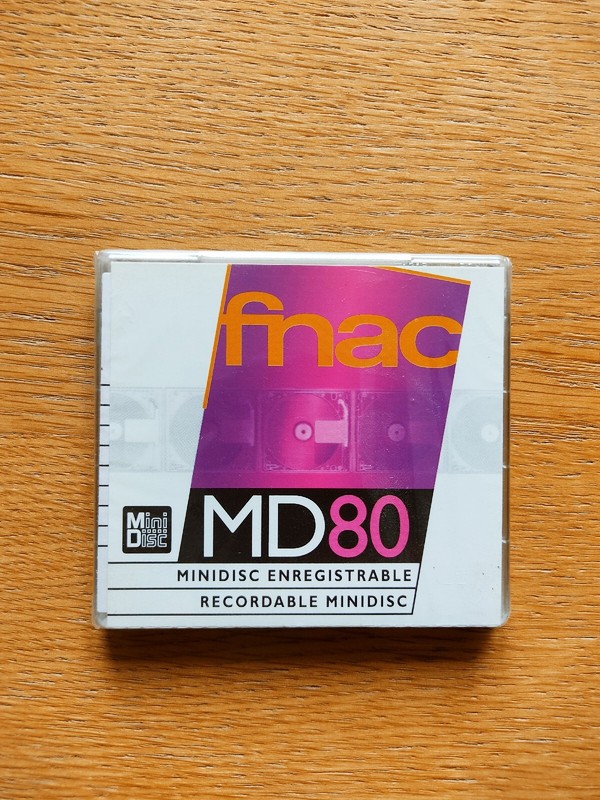 fnac
Mini
Disc
MD80
MINIDISC ENREGISTRABLE
RECORDABLE MINIDISC